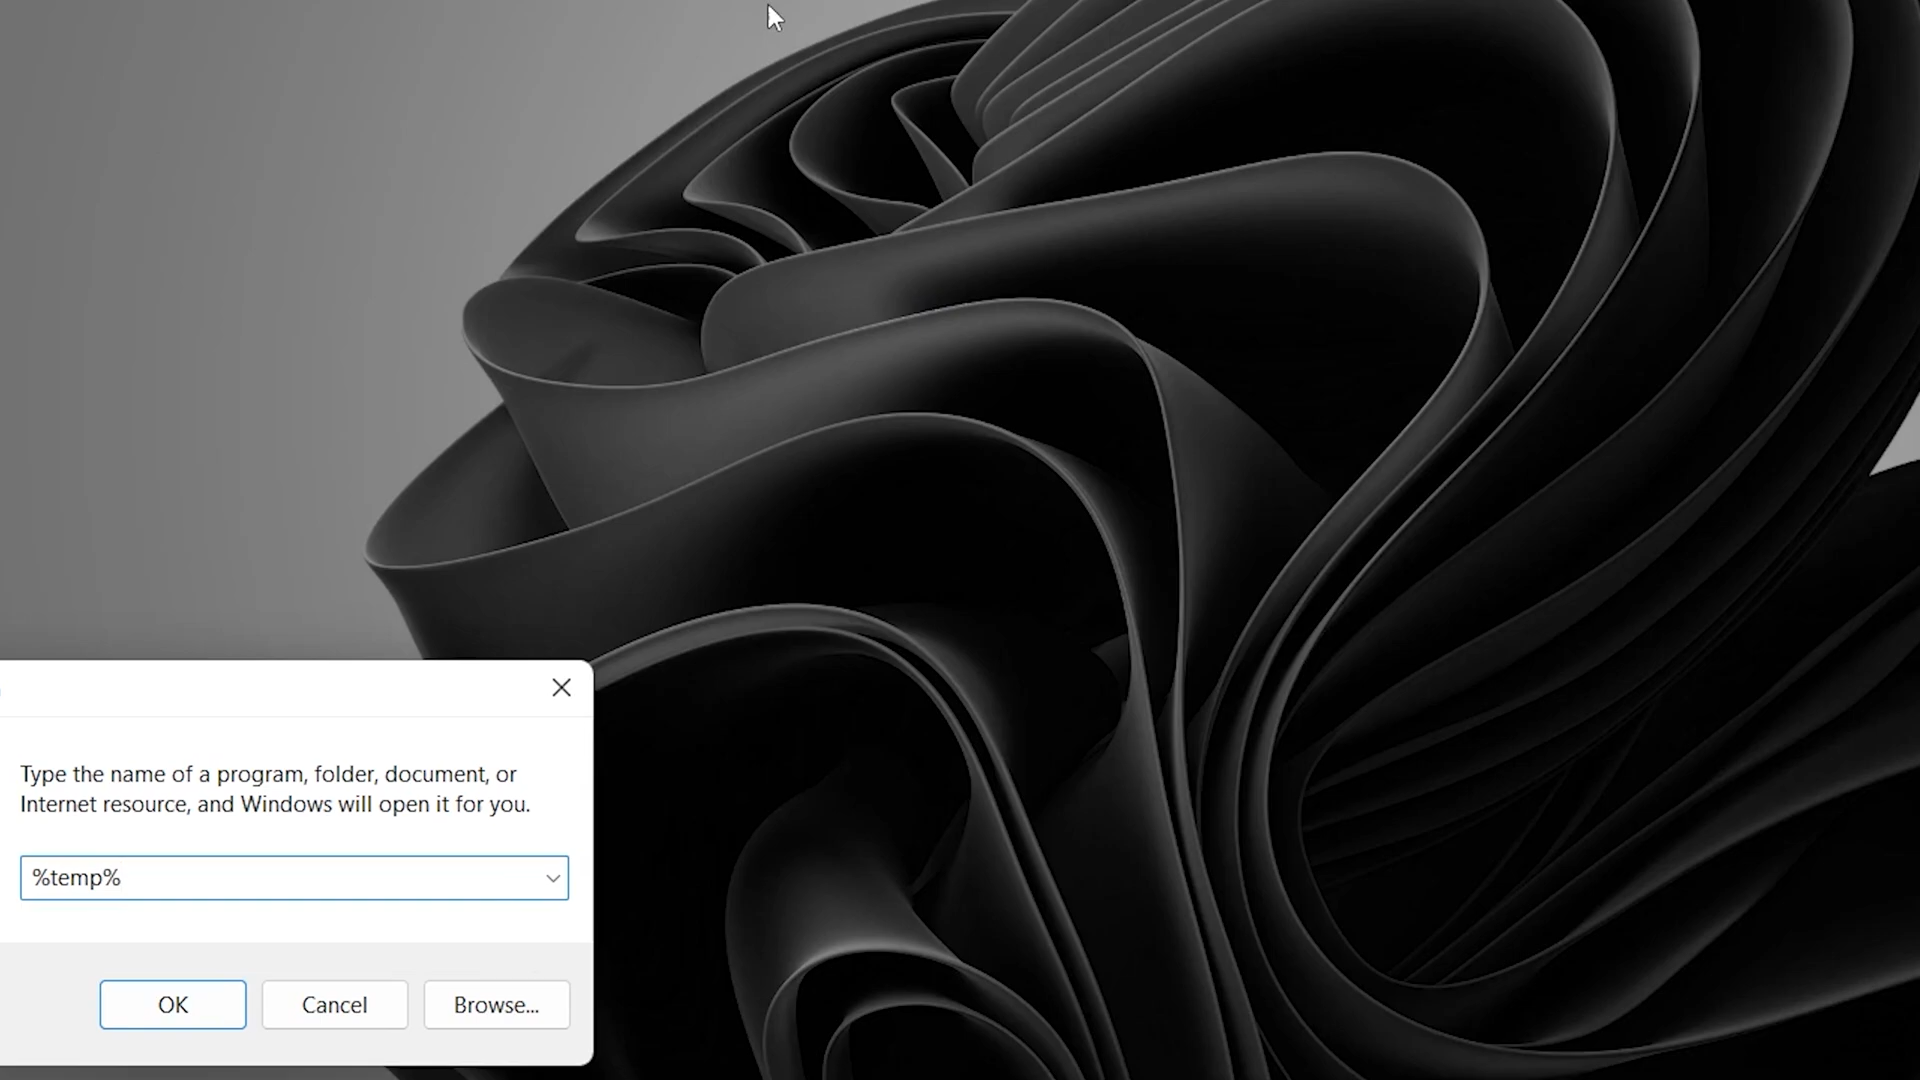 Type the name of a program, folder, document, or
Internet resource, and Windows will open it for you.
%temp%
OK Cancel Browse...